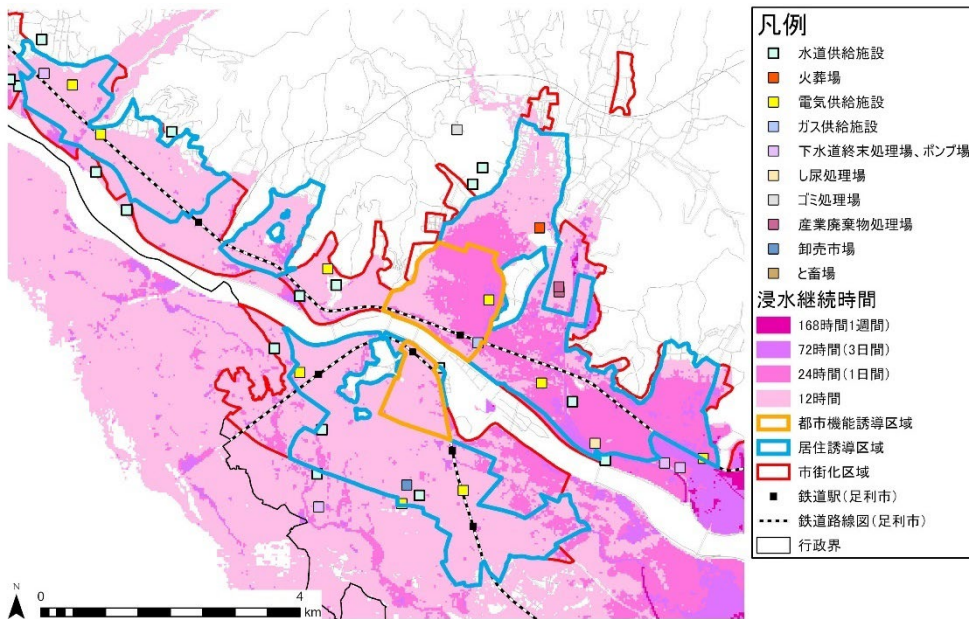 凡例
水道供給施設
火葬場
電気供給施設
ガス供給施設
下水道終末処理場、ポンプ場
し尿処理場
ゴミ処理場
産業廃棄物処理場
卸売市場
と畜場
浸水継続時間
168時間1週間)
72時間(3日間)
24時間(1日間)
12時間
都市機能誘導区域
居住誘導区域
市街化区域
鉄道駅(足利市)
鉄道路線図(足利市)
行政界
N
0 4
km